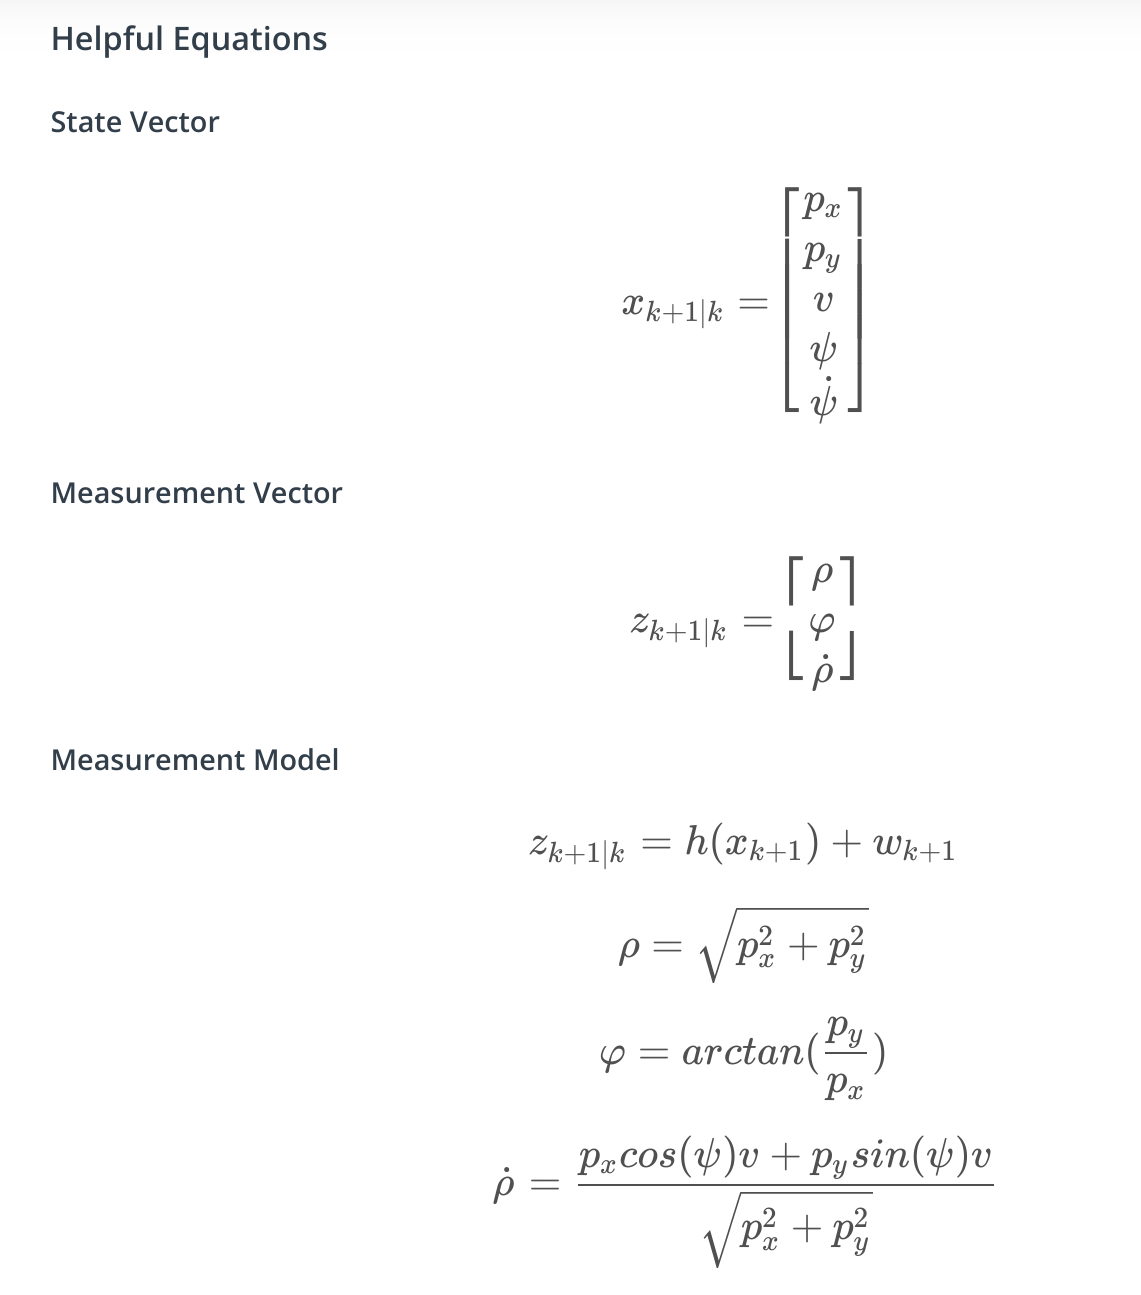 Helpful Equations
State Vector
x_{k+1|k} = \begin{bmatrix} p_x \\ p_y \\ v \\ \psi \\ \dot{\psi} \end{bmatrix}
Measurement Vector
z_{k+1|k} = \begin{bmatrix} \rho \\ \varphi \\ \dot{\rho} \end{bmatrix}
Measurement Model
z_{k+1|k} = h(x_{k+1}) + w_{k+1}
\rho = \sqrt{p_x^2 + p_y^2}
\varphi = arctan(\frac{p_y}{p_x})
\dot{\rho} = \frac{p_x cos(\psi)v + p_y sin(\psi)v}{\sqrt{p_x^2 + p_y^2}}